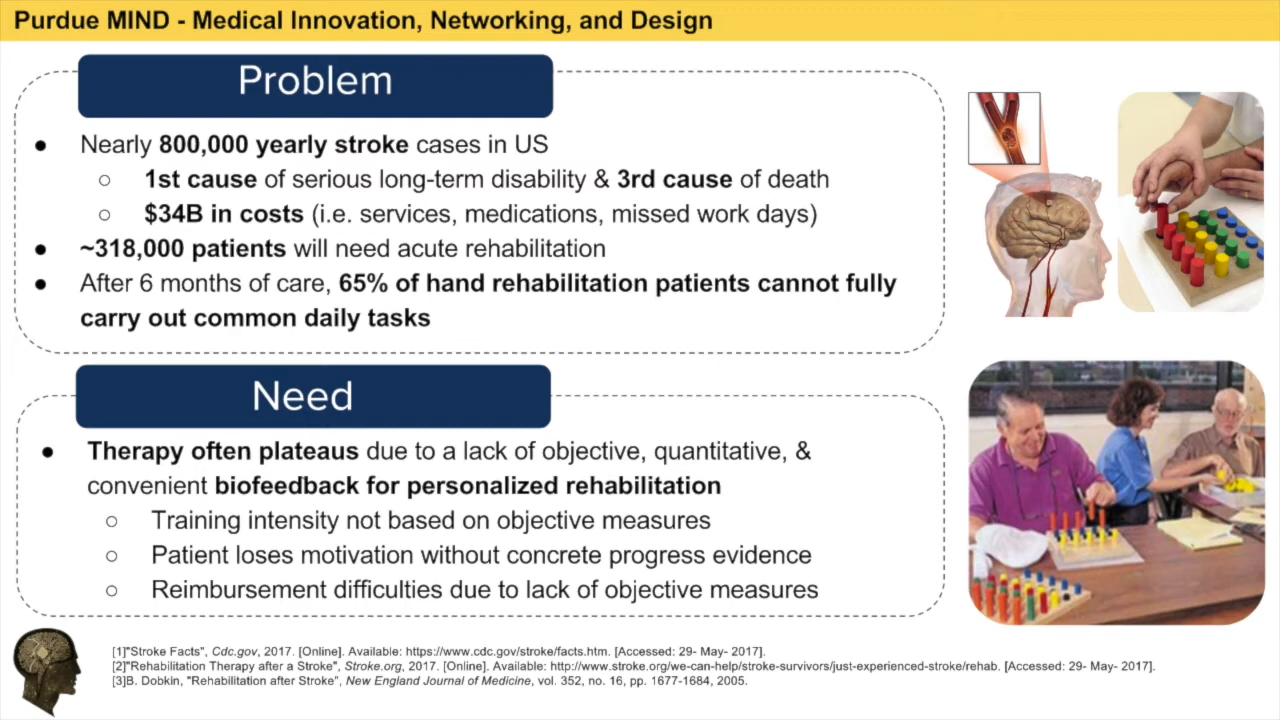 Purdue MIND - Medical Innovation, Networking, and Design
Problem
● Nearly 800,000 yearly stroke cases in US
○ 1st cause of serious long-term disability & 3rd cause of death
○ $34B in costs (i.e. services, medications, missed work days)
● ~318,000 patients will need acute rehabilitation
● After 6 months of care, 65% of hand rehabilitation patients cannot fully
carry out common daily tasks
Need
● Therapy often plateaus due to a lack of objective, quantitative, &
convenient biofeedback for personalized rehabilitation
○ Training intensity not based on objective measures
○ Patient loses motivation without concrete progress evidence
○ Reimbursement difficulties due to lack of objective measures
[1]"Stroke Facts", Cdc.gov, 2017. [Online]. Available: https://www.cdc.gov/stroke/facts.htm. [Accessed: 29- May- 2017].
[2]"Rehabilitation Therapy after a Stroke", Stroke.org, 2017. [Online]. Available: http://www.stroke.org/we-can-help/stroke-survivors/just-experienced-stroke/rehab. [Accessed: 29- May- 2017].
[3]B. Dobkin, "Rehabilitation after Stroke", New England Journal of Medicine, vol. 352, no. 16, pp. 1677-1684, 2005.